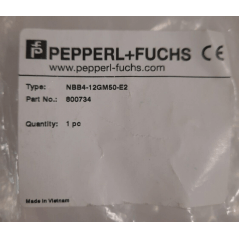 PEPPERL+FUCHS CE
www.pepperl-fuchs.com
Type: NBB4-12GM50-E2
Part No.: 800734
Quantity: 1 pc
Made in Vietnam